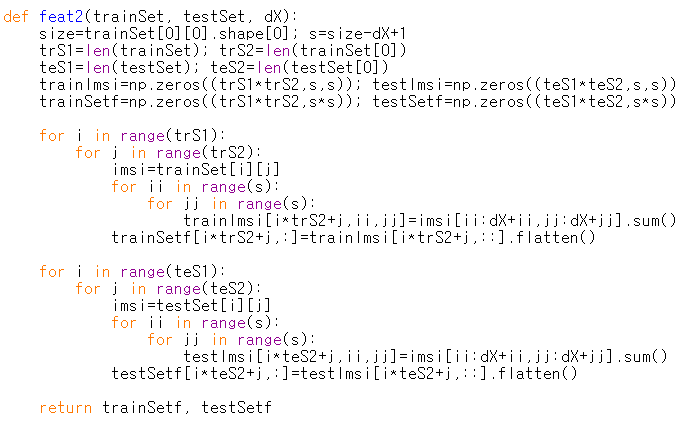 def feat2(trainSet, testSet, dX):
    size=trainSet[0][0].shape[0]; s=size-dX+1
    trS1=len(trainSet); trS2=len(trainSet[0])
    teS1=len(testSet); teS2=len(testSet[0])
    trainImsi=np.zeros((trS1*trS2,s,s)); testImsi=np.zeros((teS1*teS2,s,s))
    trainSetf=np.zeros((trS1*trS2,s*s)); testSetf=np.zeros((teS1*teS2,s*s))
    for i in range(trS1):
        for j in range(trS2):
            imsi=trainSet[i][j]
            for ii in range(s):
                for jj in range(s):
                    trainImsi[i*trS2+j,ii,jj]=imsi[ii:dX+ii,jj:dX+jj].sum()
            trainSetf[i*trS2+j,:]=trainImsi[i*trS2+j,::].flatten()
    for i in range(teS1):
        for j in range(teS2):
            imsi=testSet[i][j]
            for ii in range(s):
                for jj in range(s):
                    testImsi[i*teS2+j,ii,jj]=imsi[ii:dX+ii,jj:dX+jj].sum()
            testSetf[i*teS2+j,:]=testImsi[i*teS2+j,::].flatten()
    return trainSetf, testSetf